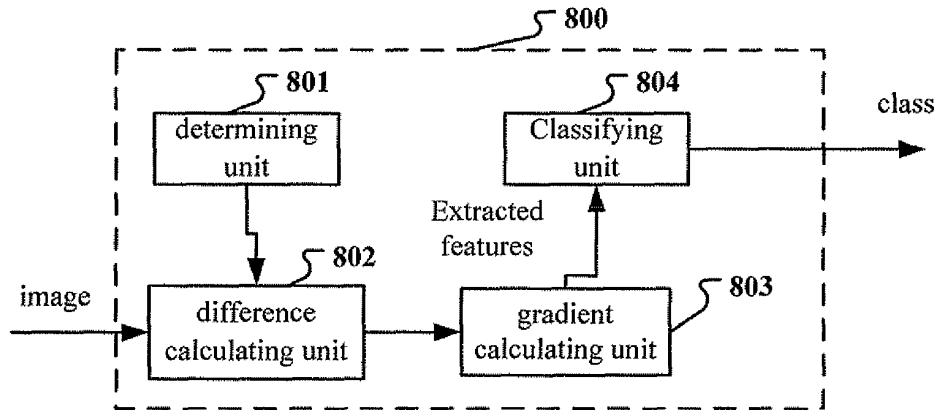 800
801
determining
unit
804
Classifying
unit
class
Extracted
features
image
802
difference
calculating unit
gradient
calculating unit
803